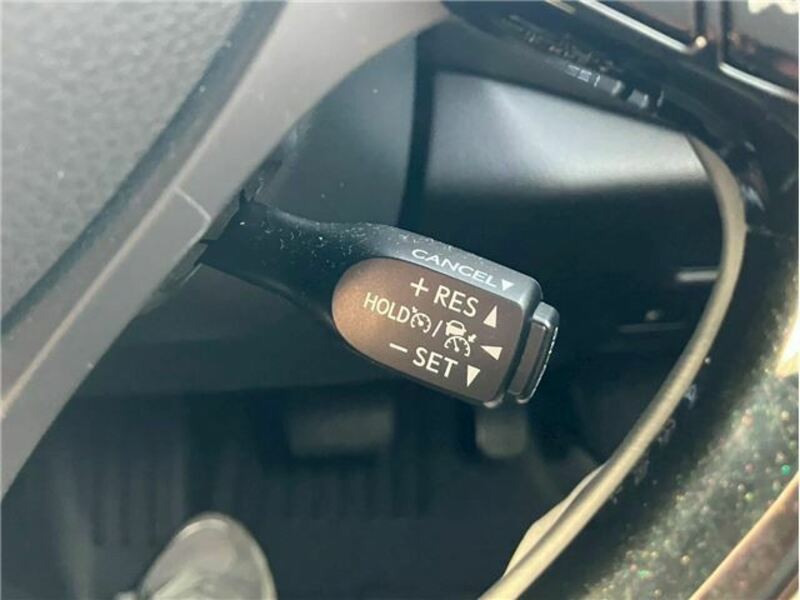 CANCEL▼
+ RES ▲
HOLD /
− SET ▼